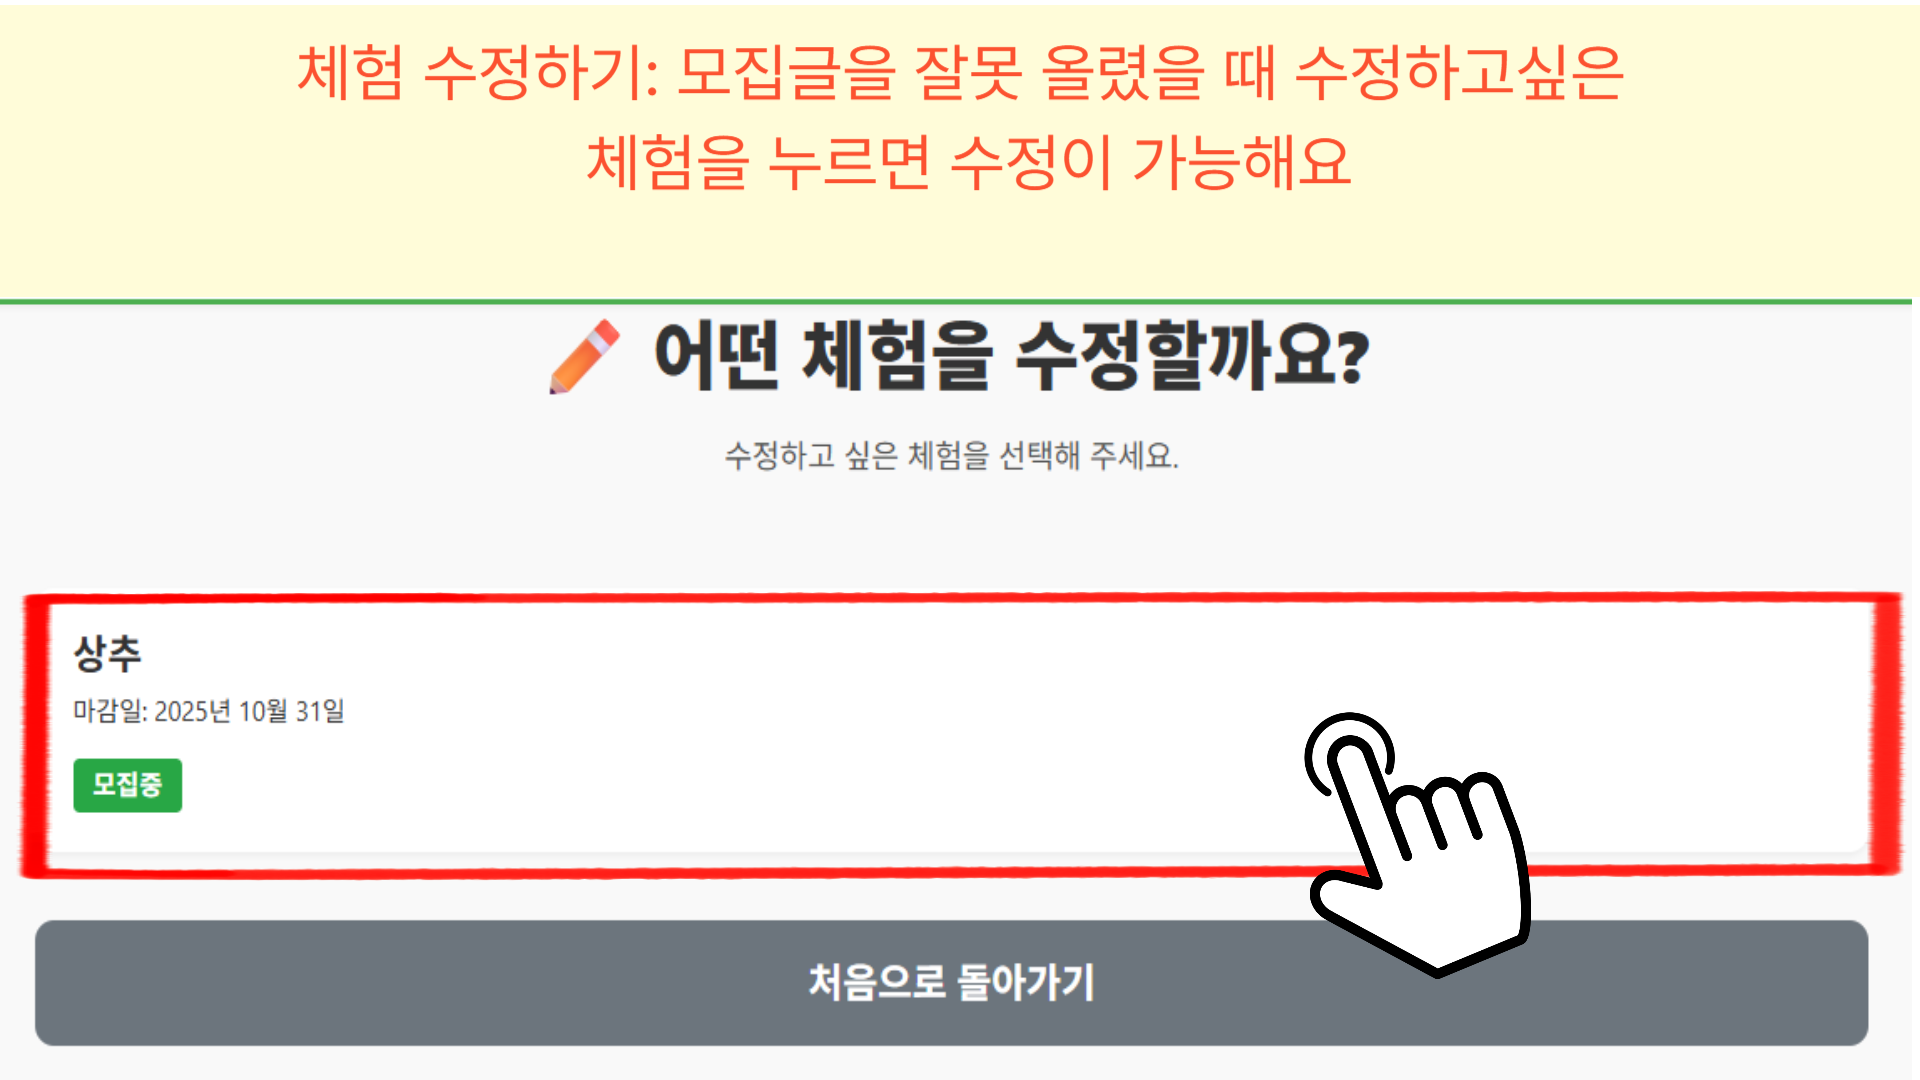 체험 수정하기: 모집글을 잘못 올렸을 때 수정하고싶은
체험을 누르면 수정이 가능해요
어떤 체험을 수정할까요?
수정하고 싶은 체험을 선택해 주세요.
상추
마감일: 2025년 10월 31일
모집중
처음으로 돌아가기